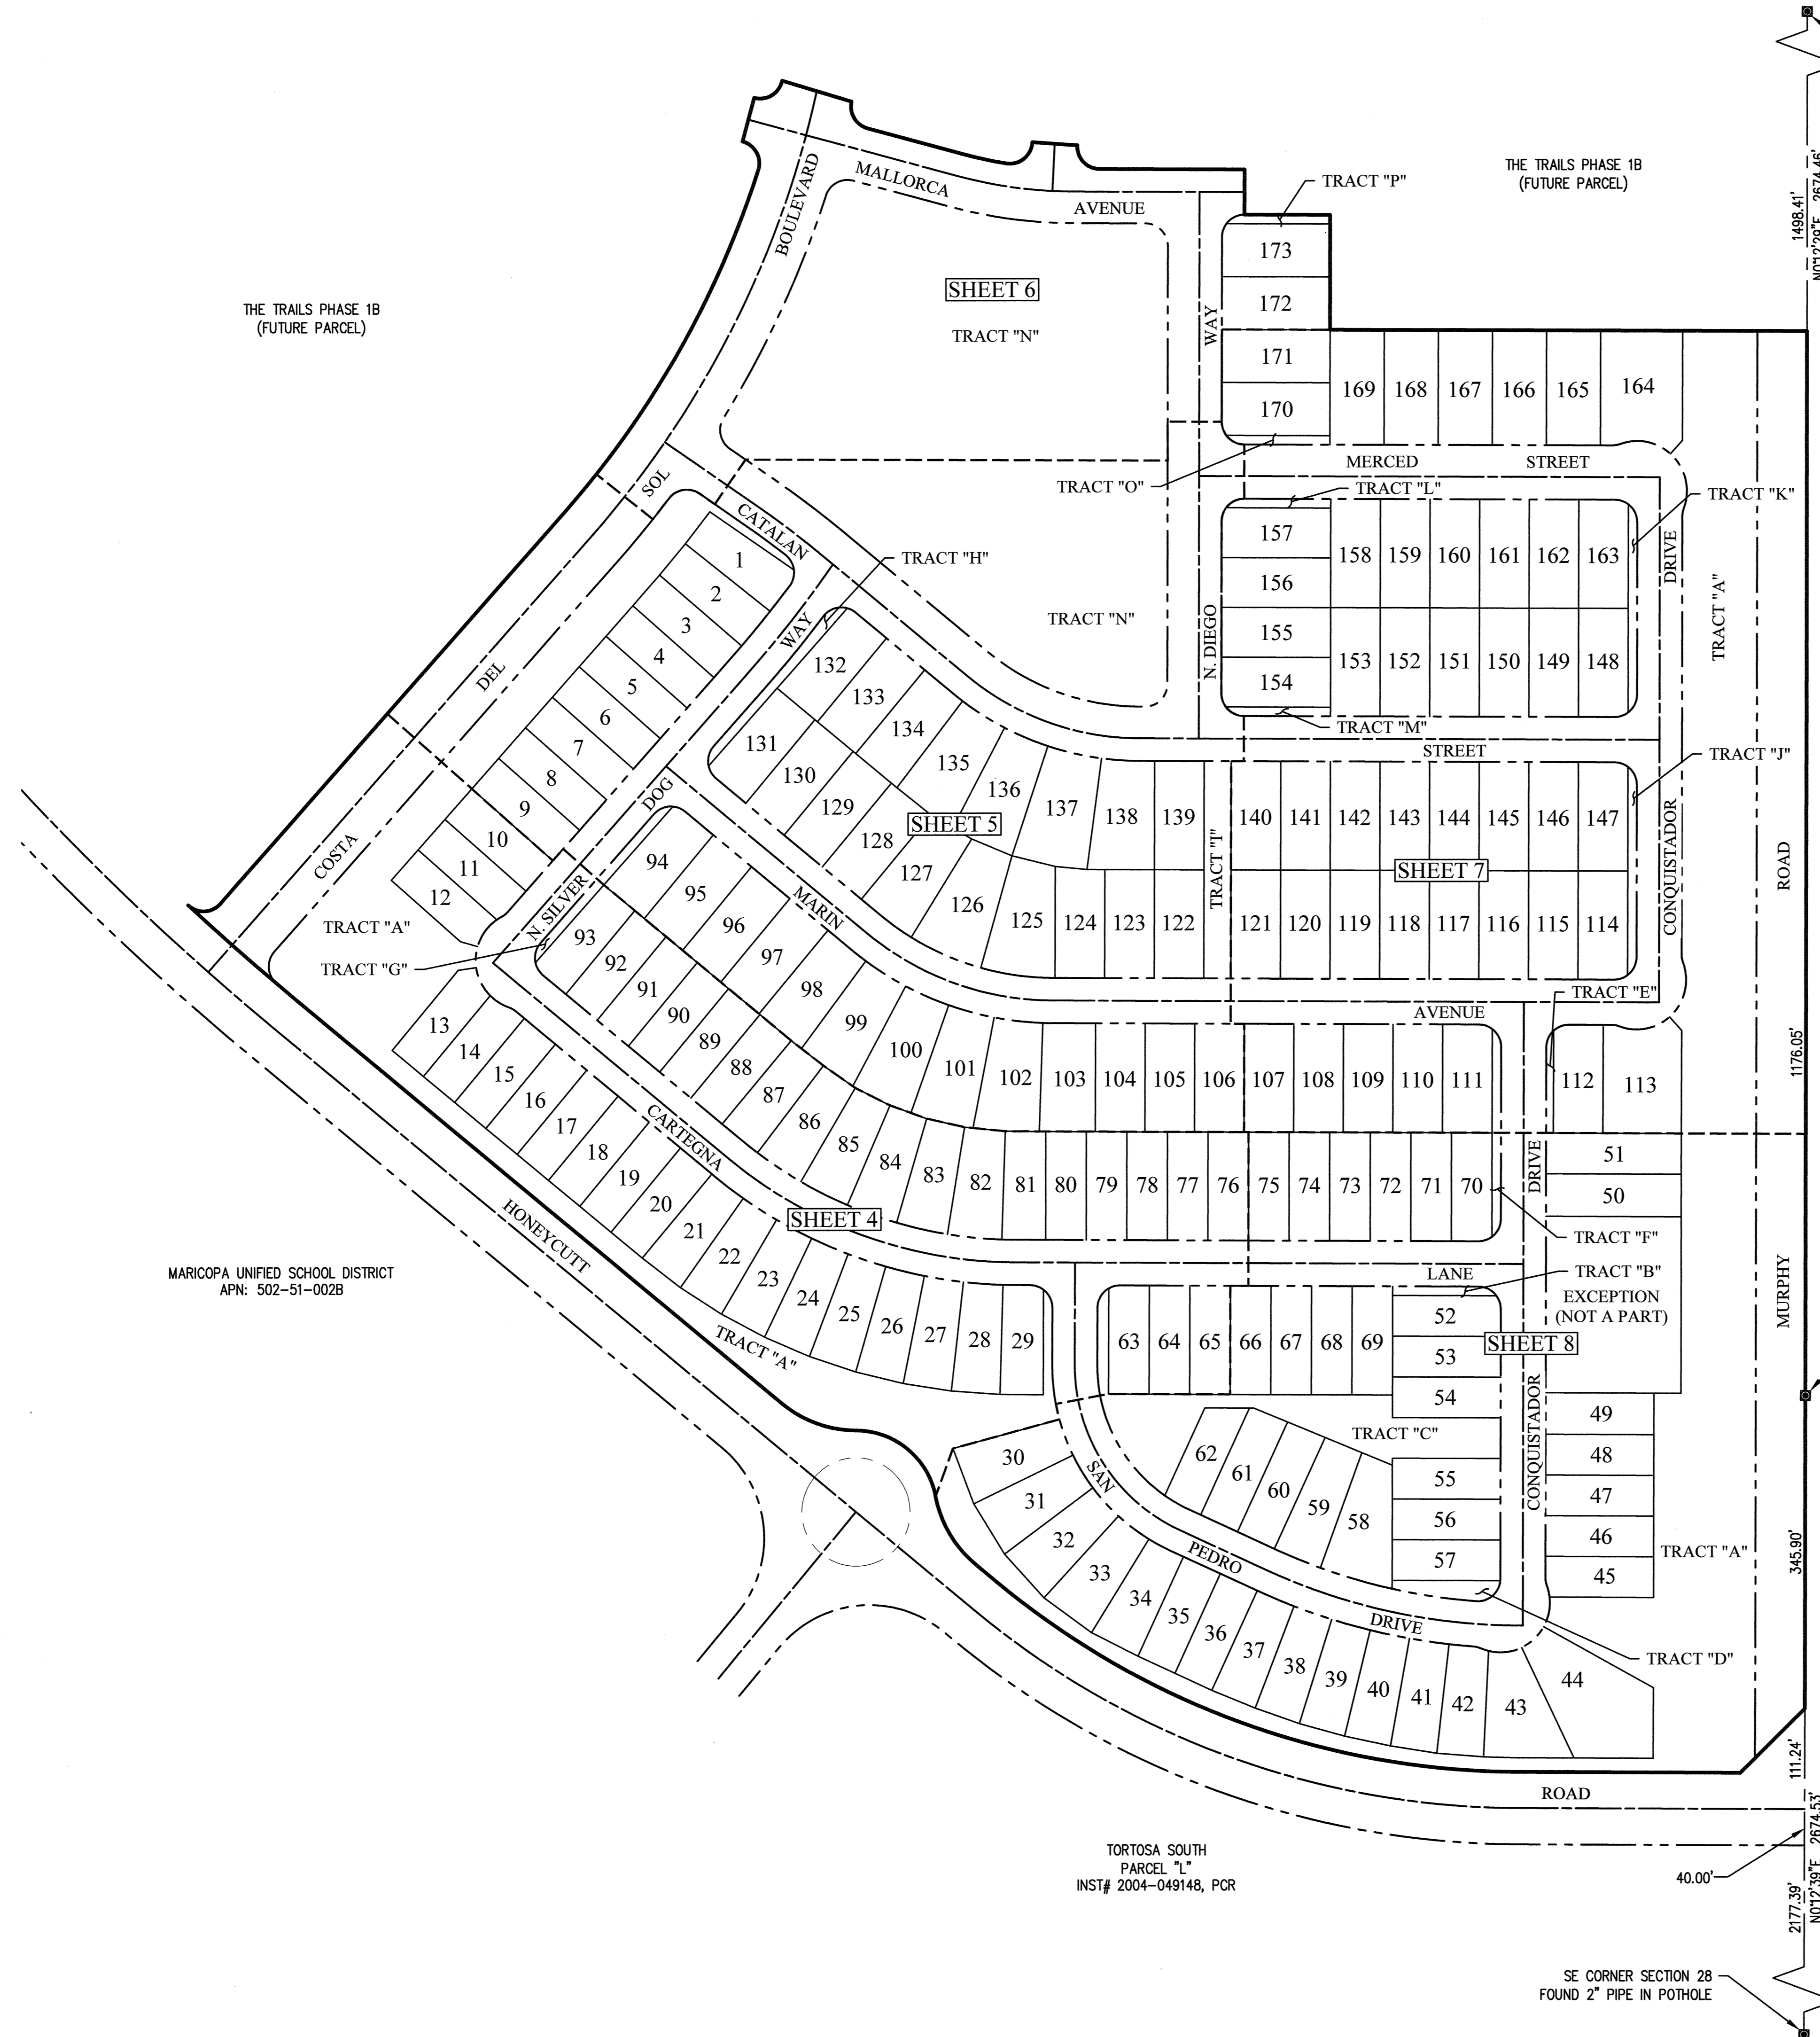 THE TRAILS PHASE 1B
(FUTURE PARCEL)
THE TRAILS PHASE 1B
(FUTURE PARCEL)
TRACT "P"
1498.41'
N0°12'29"E 2674.46'
BOULEVARD
MALLORCA
AVENUE
SHEET 6
TRACT "N"
WAY
173
172
171
170
169
168
167
166
165
164
TRACT "O"
MERCED
STREET
TRACT "L"
TRACT "K"
SOL
CATALAN
TRACT "H"
TRACT "N"
N. DIEGO
157
156
155
154
158
159
160
161
162
163
153
152
151
150
149
148
DRIVE
TRACT "A"
TRACT "M"
STREET
TRACT "J"
DEL
WAY
1
2
3
4
5
6
7
8
9
10
11
12
132
133
134
135
136
137
138
139
TRACT "I"
140
141
142
143
144
145
146
147
131
130
129
128
127
126
125
124
123
122
121
120
119
118
117
116
115
114
SHEET 5
SHEET 7
CONQUISTADOR
ROAD
COSTA
DOG
N. SILVER
TRACT "A"
TRACT "G"
MARIN
AVENUE
TRACT "E"
94
95
96
97
98
99
100
101
102
103
104
105
106
107
108
109
110
111
112
113
93
92
91
90
89
88
87
86
85
84
83
82
81
80
79
78
77
76
75
74
73
72
71
70
DRIVE
51
50
1176.05'
TRACT "F"
13
14
15
16
17
18
19
20
21
22
23
24
25
26
27
28
29
CARTEGNA
SHEET 4
LANE
TRACT "B"
EXCEPTION
(NOT A PART)
MURPHY
HONEYCUTT
MARICOPA UNIFIED SCHOOL DISTRICT
APN: 502-51-002B
TRACT "A"
63
64
65
66
67
68
69
52
53
54
SHEET 8
TRACT "C"
CONQUISTADOR
49
48
47
46
45
TRACT "A"
345.90'
62
61
60
59
58
55
56
57
SAN
PEDRO
DRIVE
30
31
32
33
34
35
36
37
38
39
40
41
42
43
44
TRACT "D"
111.24'
ROAD
40.00'
TORTOSA SOUTH
PARCEL "L"
INST# 2004-049148, PCR
2177.39'
N0°12'39"E 2674.53'
SE CORNER SECTION 28
FOUND 2" PIPE IN POTHOLE